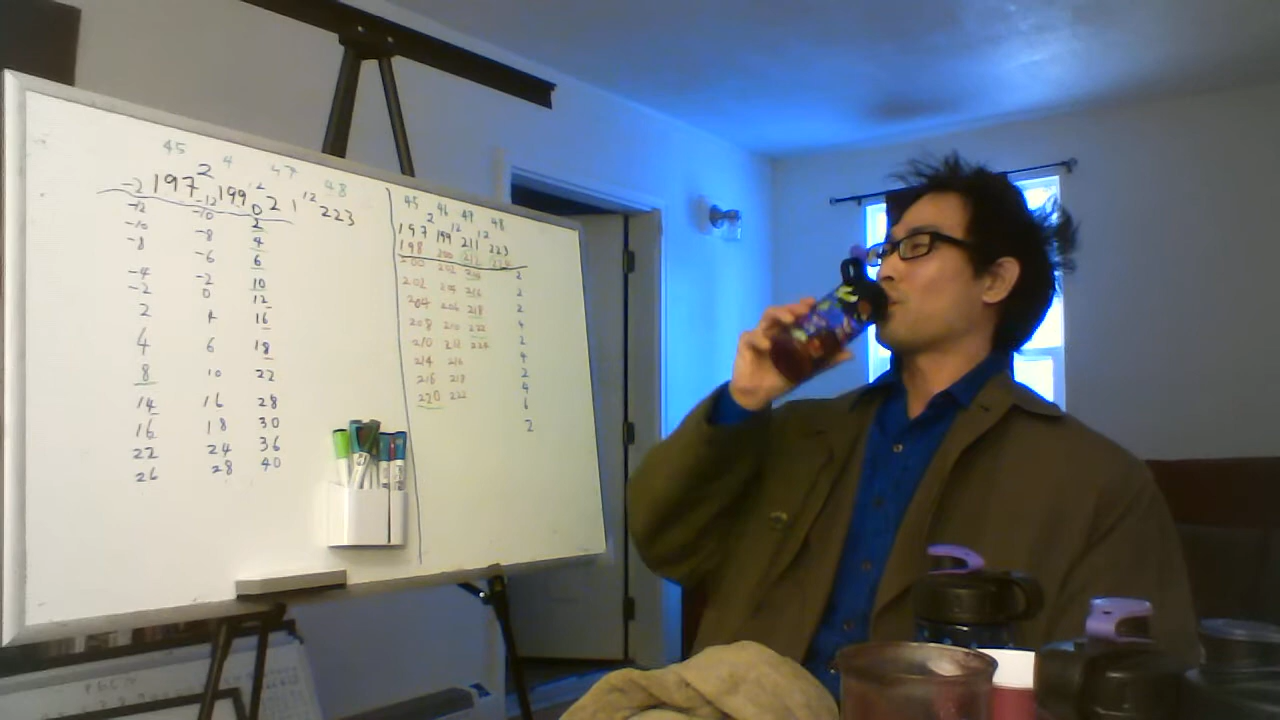 45 2 4 47 48
-2 197 -12 199 12 0 2 1 12 223
-12 -10 2
-10 -8 4
-8 -6 6
-4 -2 10
-2 0 12
2 4 16
4 6 18
8 10 22
14 16 28
16 18 30
22 24 36
26 28 40
45 46 47 48
2 12 12
197 199 211 223
198 200 212 224
200 202 2
202 204 216 2
204 206 218 2
208 210 222 4
210 212 224 2
214 216 4
216 218 2
220 222 4
6
2